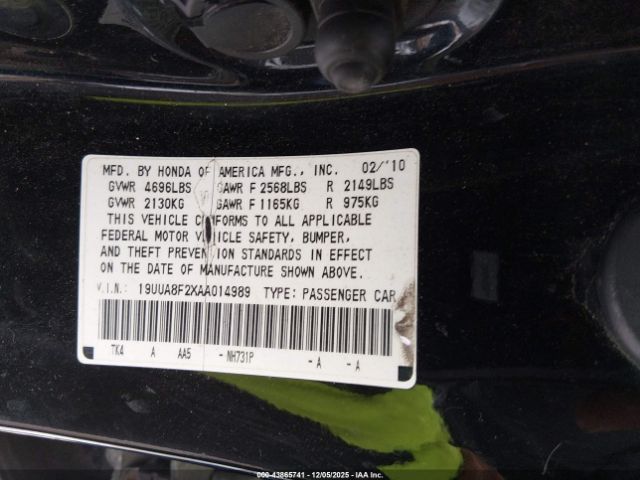 MFD. BY HONDA OF AMERICA MFG., INC. 02/'10
GVWR 4696LBS GAWR F 2568LBS R 2149LBS
GVWR 2130KG GAWR F 1165KG R 975KG
THIS VEHICLE CONFORMS TO ALL APPLICABLE
FEDERAL MOTOR VEHICLE SAFETY, BUMPER,
AND THEFT PREVENTION STANDARDS IN EFFECT
ON THE DATE OF MANUFACTURE SHOWN ABOVE.
V.I.N.: 19UUA8F2XAA014989 TYPE: PASSENGER CAR
TK4 A AA5 - NH731P - A - A
000-43865741 - 12/05/2025 - IAA Inc.